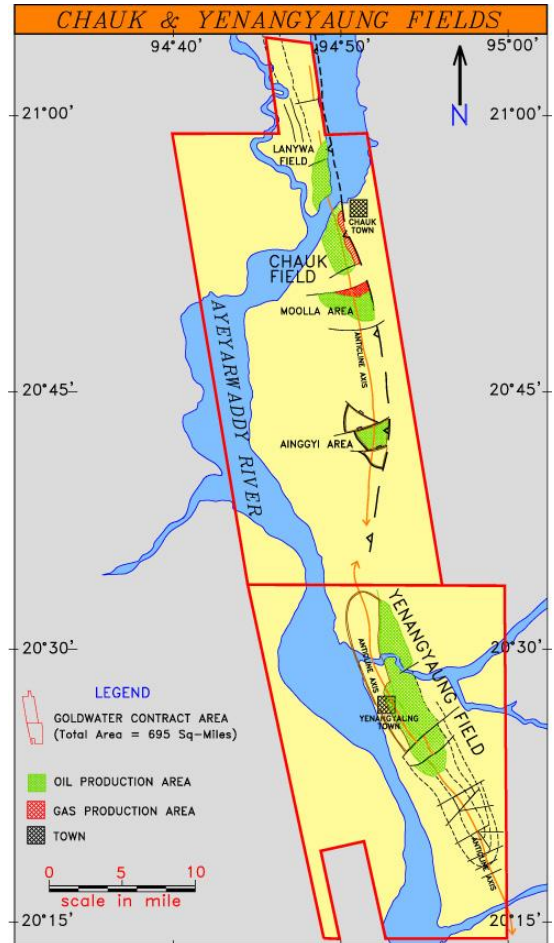 CHAUK & YENANGYAUNG FIELDS
94°40' 94°50' 95°00'
21°00' 21°00'
N
LANYWA
FIELD
CHAUK
TOWN
CHAUK
FIELD
MOOLLA AREA
ANTICLINE AXIS
AYEYARWADDY RIVER
20°45' 20°45'
AINGGYI AREA
20°30' 20°30'
YENANGYAUNG FIELD
ANTICLINE AXIS
YENANGYAUNG
TOWN
ANTICLINE AXIS
LEGEND
GOLDWATER CONTRACT AREA
(Total Area = 695 Sq-Miles)
OIL PRODUCTION AREA
GAS PRODUCTION AREA
TOWN
0 5 10
scale in mile
20°15' 20°15'